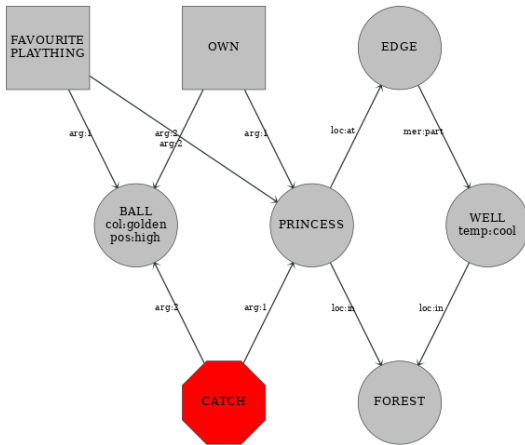 FAVOURITE
PLAYTHING
OWN
EDGE
arg:1
arg:2
arg:2
arg:1
loc:at
mer:part
BALL
col:golden
pos:high
PRINCESS
WELL
temp:cool
arg:2
arg:1
loc:in
loc:in
CATCH
FOREST